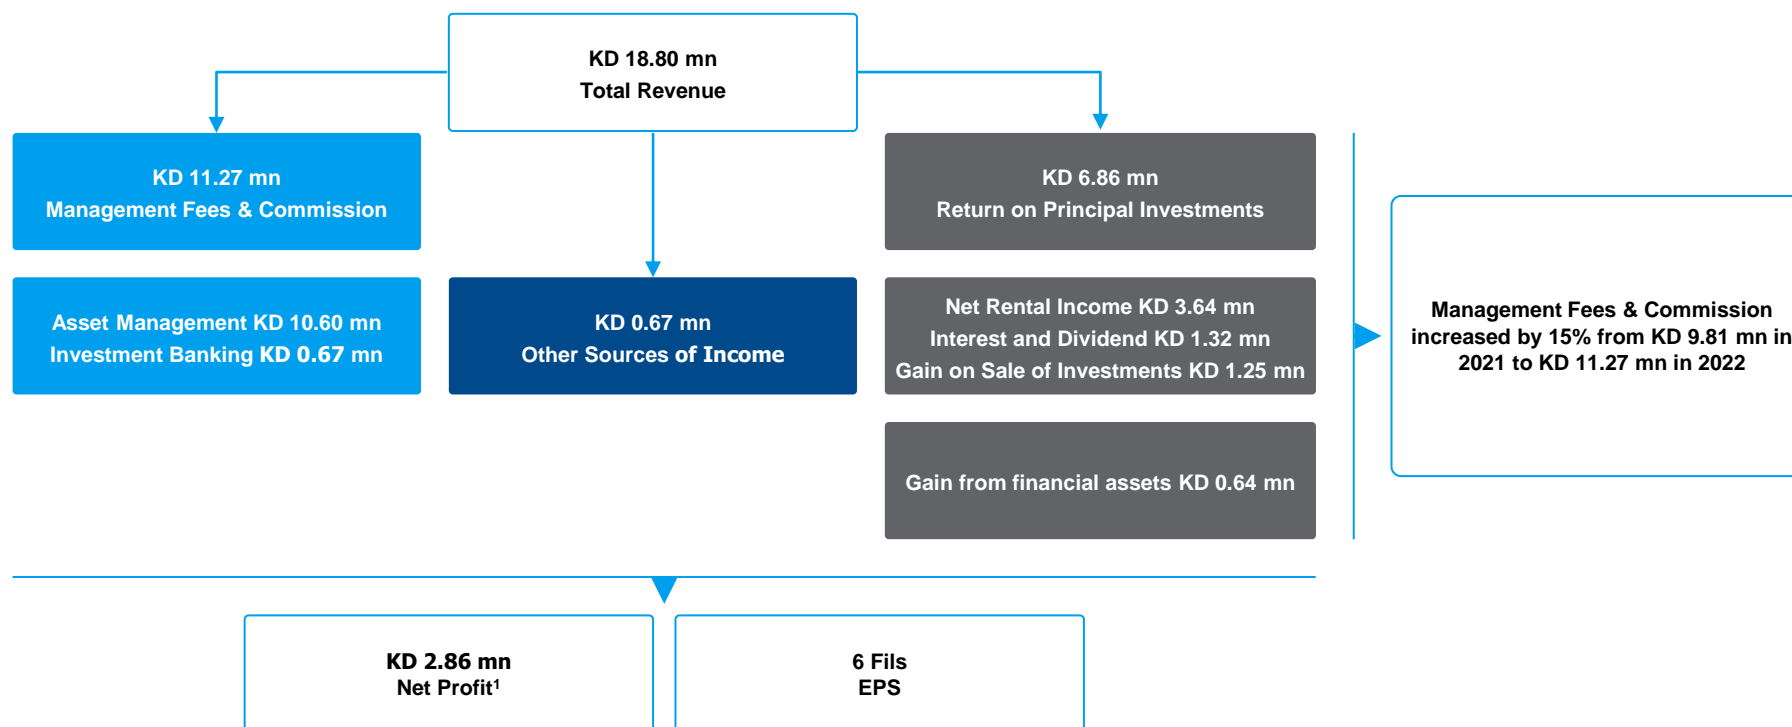 KD 18.80 mn
Total Revenue
KD 11.27 mn
Management Fees & Commission
Asset Management KD 10.60 mn
Investment Banking KD 0.67 mn
KD 0.67 mn
Other Sources of Income
KD 6.86 mn
Return on Principal Investments
Net Rental Income KD 3.64 mn
Interest and Dividend KD 1.32 mn
Gain on Sale of Investments KD 1.25 mn
Gain from financial assets KD 0.64 mn
Management Fees & Commission
increased by 15% from KD 9.81 mn in
2021 to KD 11.27 mn in 2022
KD 2.86 mn
Net Profit¹
6 Fils
EPS